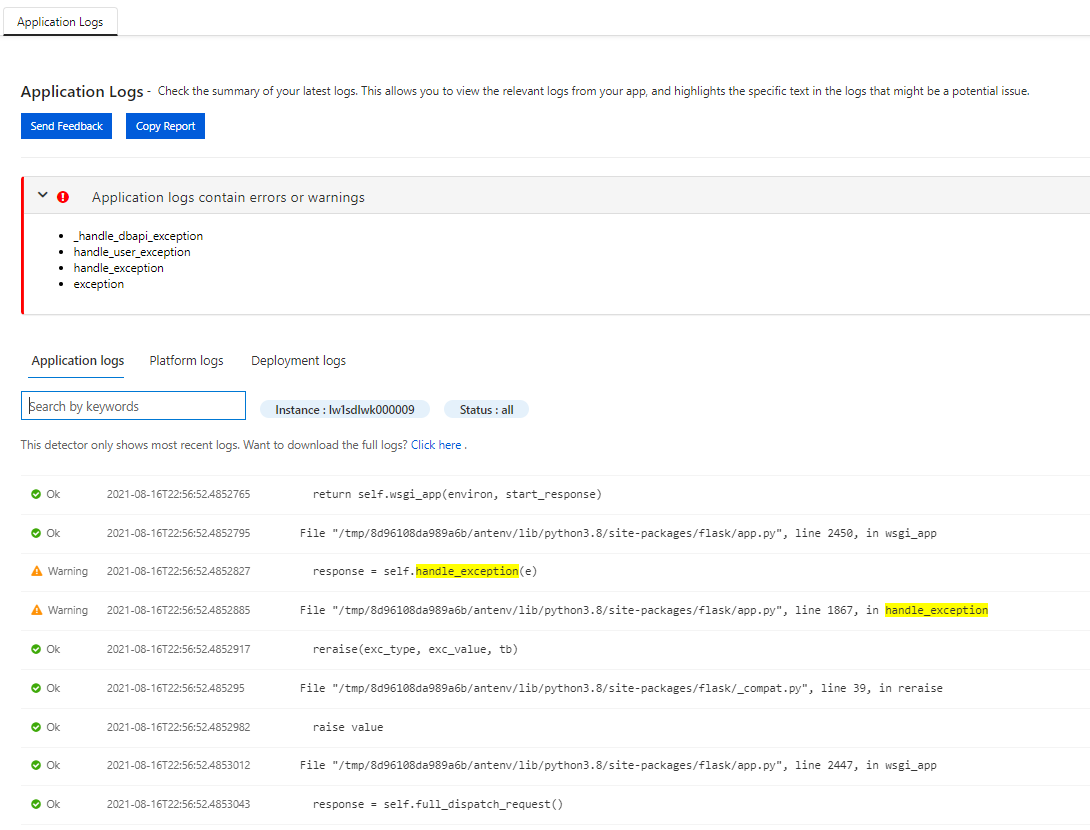 Application Logs
Application Logs - Check the summary of your latest logs. This allows you to view the relevant logs from your app, and highlights the specific text in the logs that might be a potential issue.
Send Feedback Copy Report
Application logs contain errors or warnings
_handle_dbapi_exception
handle_user_exception
handle_exception
exception
Application logs Platform logs Deployment logs
Search by keywords Instance : lw1sdlwk000009 Status : all
This detector only shows most recent logs. Want to download the full logs? Click here .
Ok 2021-08-16T22:56:52.4852765 return self.wsgi_app(environ, start_response)
Ok 2021-08-16T22:56:52.4852795 File "/tmp/8d96108da989a6b/antenv/lib/python3.8/site-packages/flask/app.py", line 2450, in wsgi_app
Warning 2021-08-16T22:56:52.4852827 response = self.handle_exception(e)
Warning 2021-08-16T22:56:52.4852885 File "/tmp/8d96108da989a6b/antenv/lib/python3.8/site-packages/flask/app.py", line 1867, in handle_exception
Ok 2021-08-16T22:56:52.4852917 reraise(exc_type, exc_value, tb)
Ok 2021-08-16T22:56:52.485295 File "/tmp/8d96108da989a6b/antenv/lib/python3.8/site-packages/flask/_compat.py", line 39, in reraise
Ok 2021-08-16T22:56:52.4852982 raise value
Ok 2021-08-16T22:56:52.4853012 File "/tmp/8d96108da989a6b/antenv/lib/python3.8/site-packages/flask/app.py", line 2447, in wsgi_app
Ok 2021-08-16T22:56:52.4853043 response = self.full_dispatch_request()